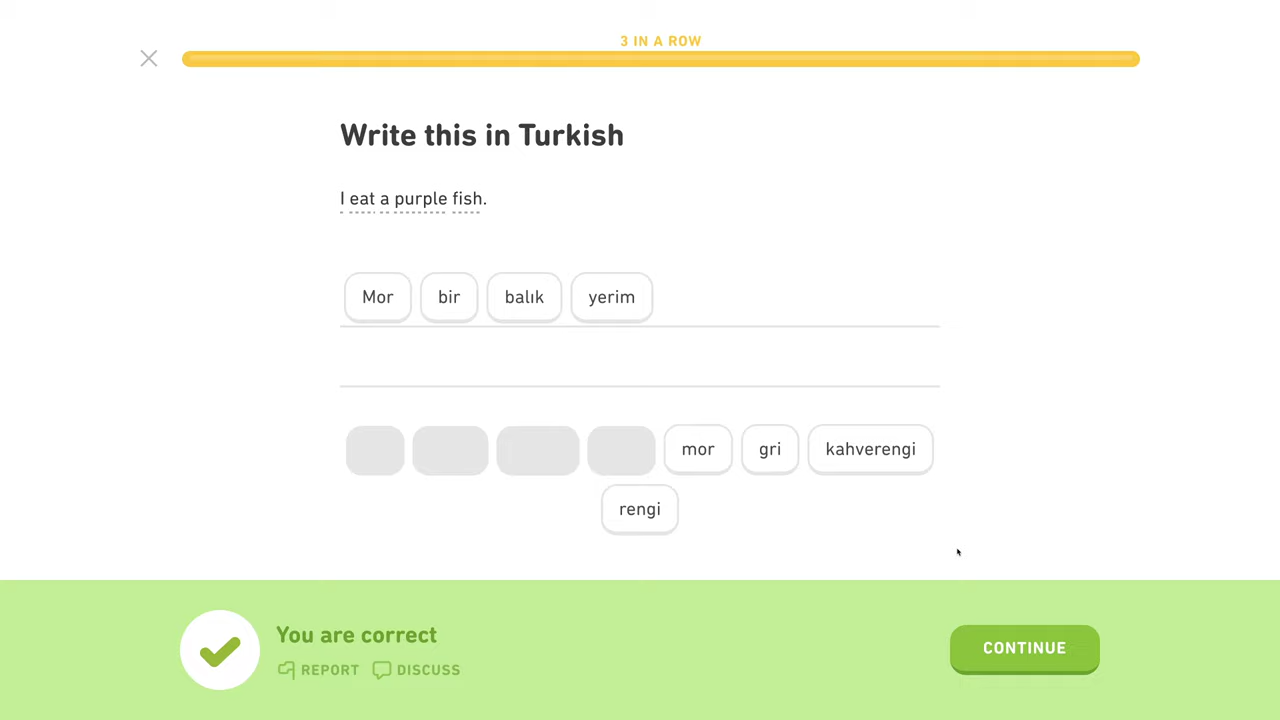 3 IN A ROW
Write this in Turkish
I eat a purple fish.
Mor bir balık yerim
mor gri kahverengi
rengi
You are correct
REPORT DISCUSS
CONTINUE